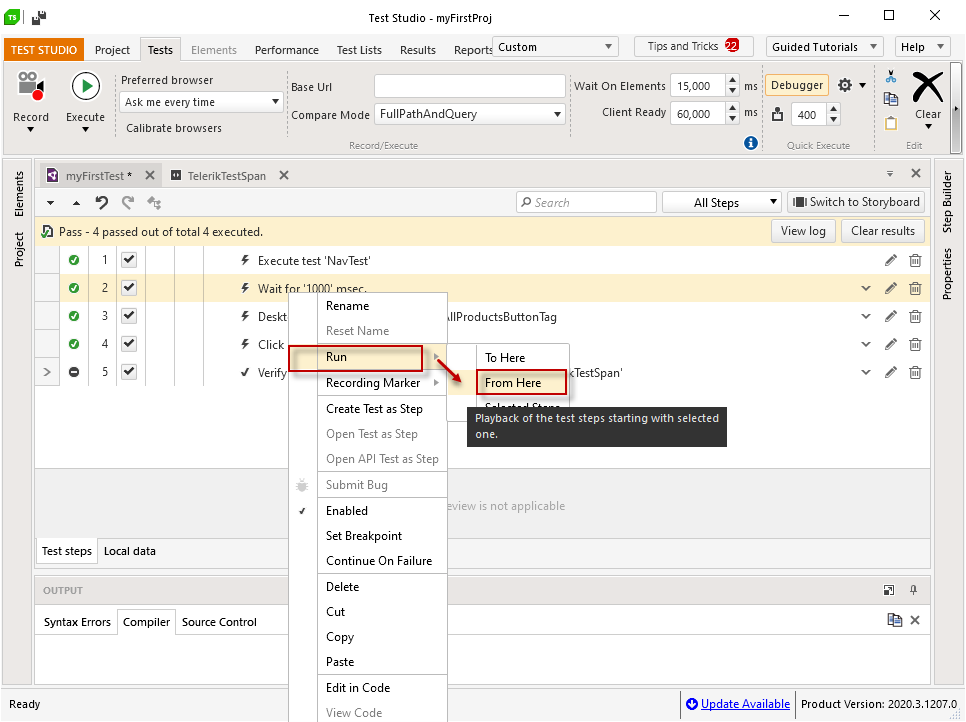 TS
Test Studio - myFirstProj
TEST STUDIO Project Tests Elements Performance Test Lists Results Reports Custom Tips and Tricks 22 Guided Tutorials Help
Record
Execute
Preferred browser
Ask me every time
Calibrate browsers
Base Url
Compare Mode FullPathAndQuery
Record/Execute
Wait On Elements 15,000 ms
Client Ready 60,000 ms
Debugger
400
Quick Execute
Clear
Edit
Elements
Project
myFirstTest * TelerikTestSpan
Search All Steps Switch to Storyboard
Pass - 4 passed out of total 4 executed. View log Clear results
1 Execute test 'NavTest'
2 Wait for '1000' msec.
3 Deskt AllProductsButtonTag
4 Click
5 Verify kTestSpan'
Rename
Reset Name
Run
Recording Marker
Create Test as Step
Open Test as Step
Open API Test as Step
Submit Bug
Enabled
Set Breakpoint
Continue On Failure
Delete
Cut
Copy
Paste
Edit in Code
View Code
To Here
From Here
Selected Steps
Playback of the test steps starting with selected
one.
eview is not applicable
Test steps Local data
OUTPUT
Syntax Errors Compiler Source Control
Step Builder
Properties
Ready Update Available Product Version: 2020.3.1207.0